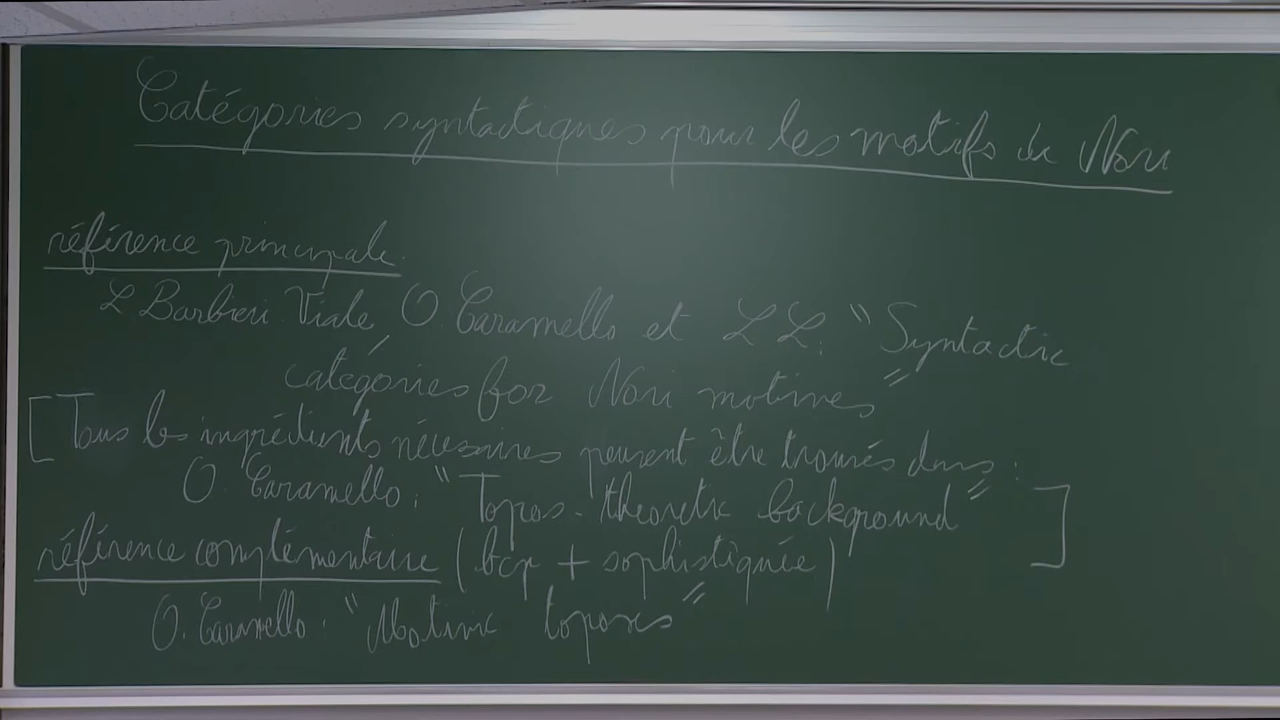 Catégories syntactiques pour les motifs de Nori
référence principale
L Barbieri Viale, O. Caramello et L L: "Syntactic
catégories for Nori motives"
[Tous les ingrédients nécessaires peuvent être trouvés dans :
O. Caramello: "Topos-theoretic background"]
référence complémentaire (bcp + sophistiquée)
O. Caramello: "Motivic toposes"